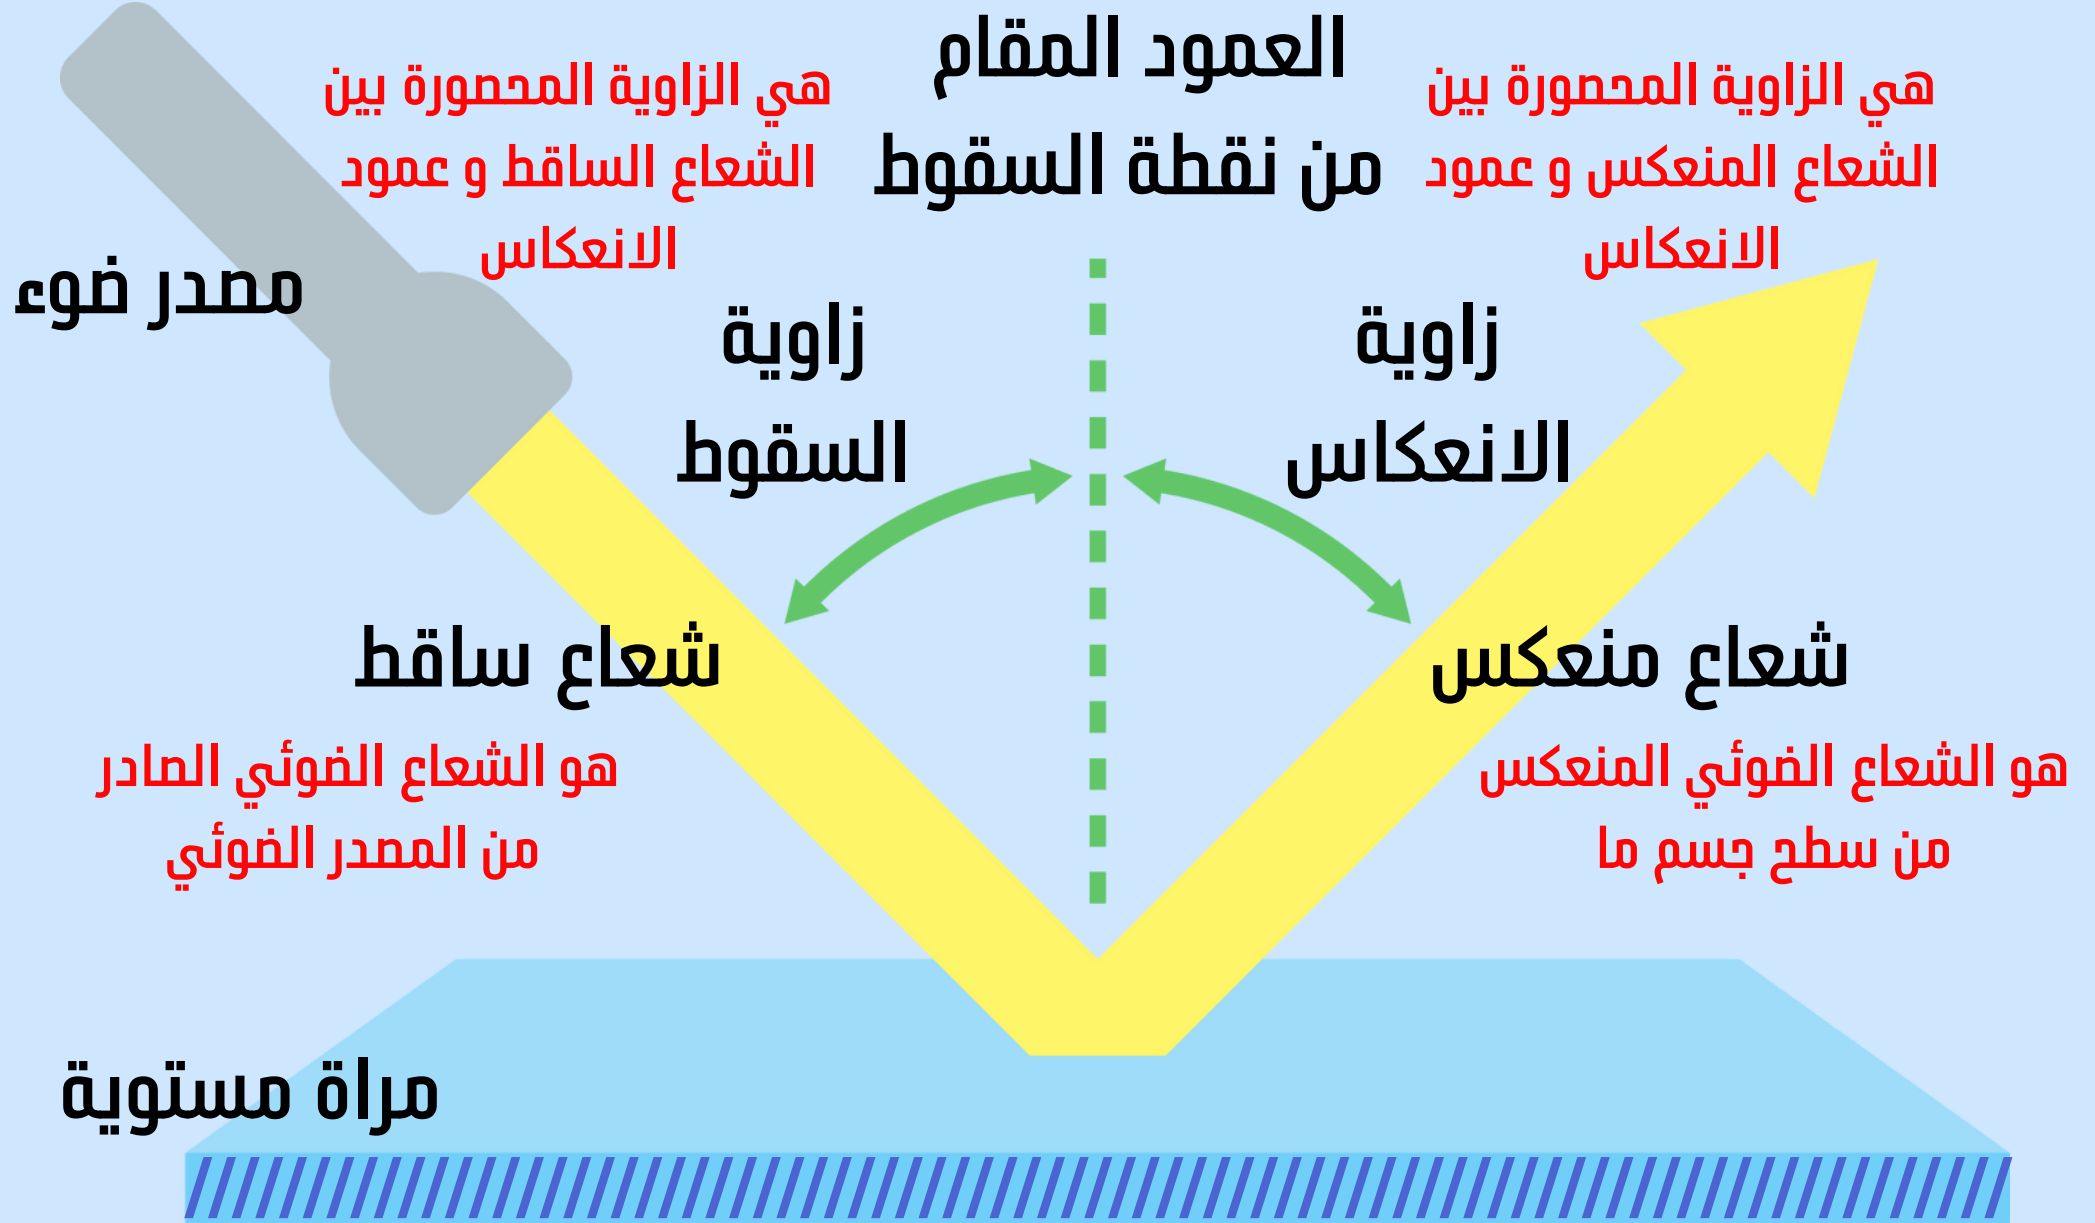 العمود المقام
من نقطة السقوط
هي الزاوية المحصورة بين
الشعاع المنعكس و عمود
الانعكاس
هي الزاوية المحصورة بين
الشعاع الساقط و عمود
الانعكاس
مصدر ضوء
زاوية
الانعكاس
زاوية
السقوط
شعاع منعكس
هو الشعاع الضوئي المنعكس
من سطح جسم ما
شعاع ساقط
هو الشعاع الضوئي الصادر
من المصدر الضوئي
مراة مستوية